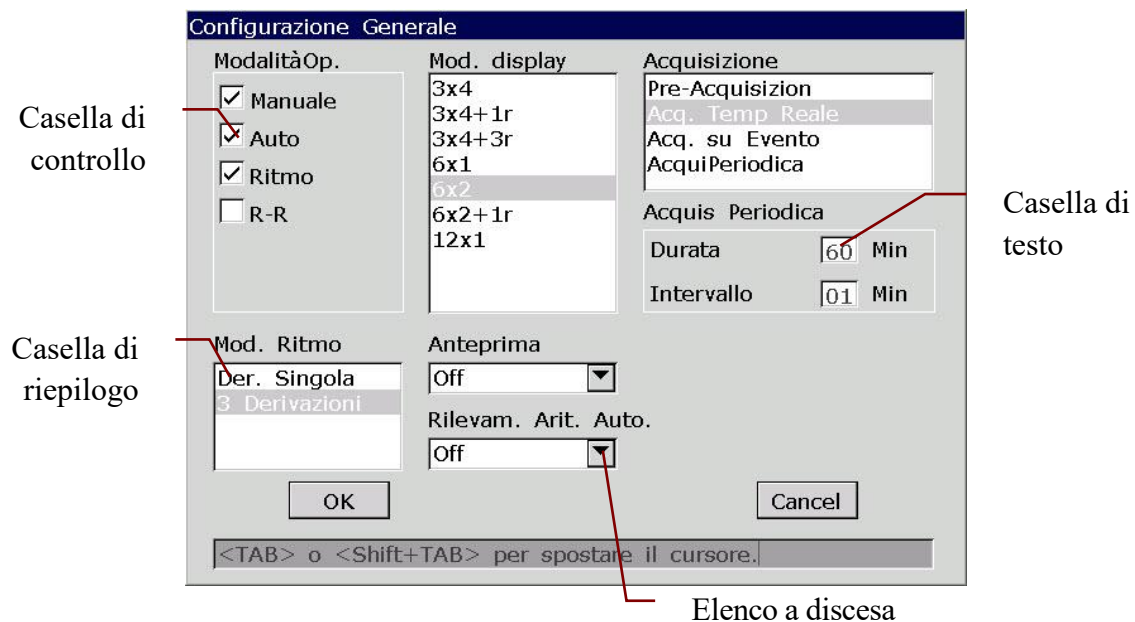 Configurazione Generale
ModalitàOp.
Manuale
Auto
Ritmo
R-R
Mod. display
3x4
3x4+1r
3x4+3r
6x1
6x2
6x2+1r
12x1
Acquisizione
Pre-Acquisizion
Acq. Temp Reale
Acq. su Evento
AcquiPeriodica
Acquis Periodica
Durata 60 Min
Intervallo 01 Min
Casella di
controllo
Casella di
testo
Mod. Ritmo
Der. Singola
3 Derivazioni
Casella di
riepilogo
Anteprima
Off
Rilevam. Arit. Auto.
Off
OK
Cancel
<TAB> o <Shift+TAB> per spostare il cursore.
Elenco a discesa